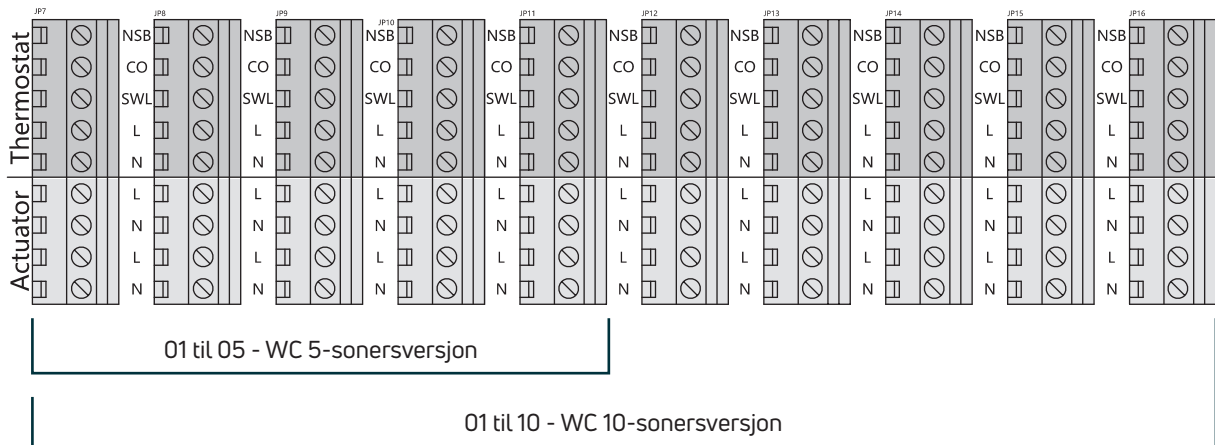 JP7 JP8 JP9 JP10 JP11 JP12 JP13 JP14 JP15 JP16
Thermostat
NSB NSB NSB NSB NSB NSB NSB NSB NSB
CO CO CO CO CO CO CO CO CO
SWL SWL SWL SWL SWL SWL SWL SWL SWL
L L L L L L L L L
N N N N N N N N N
Actuator
L L L L L L L L L
N N N N N N N N N
L L L L L L L L L
N N N N N N N N N
01 til 05 - WC 5-sonersversjon
01 til 10 - WC 10-sonersversjon